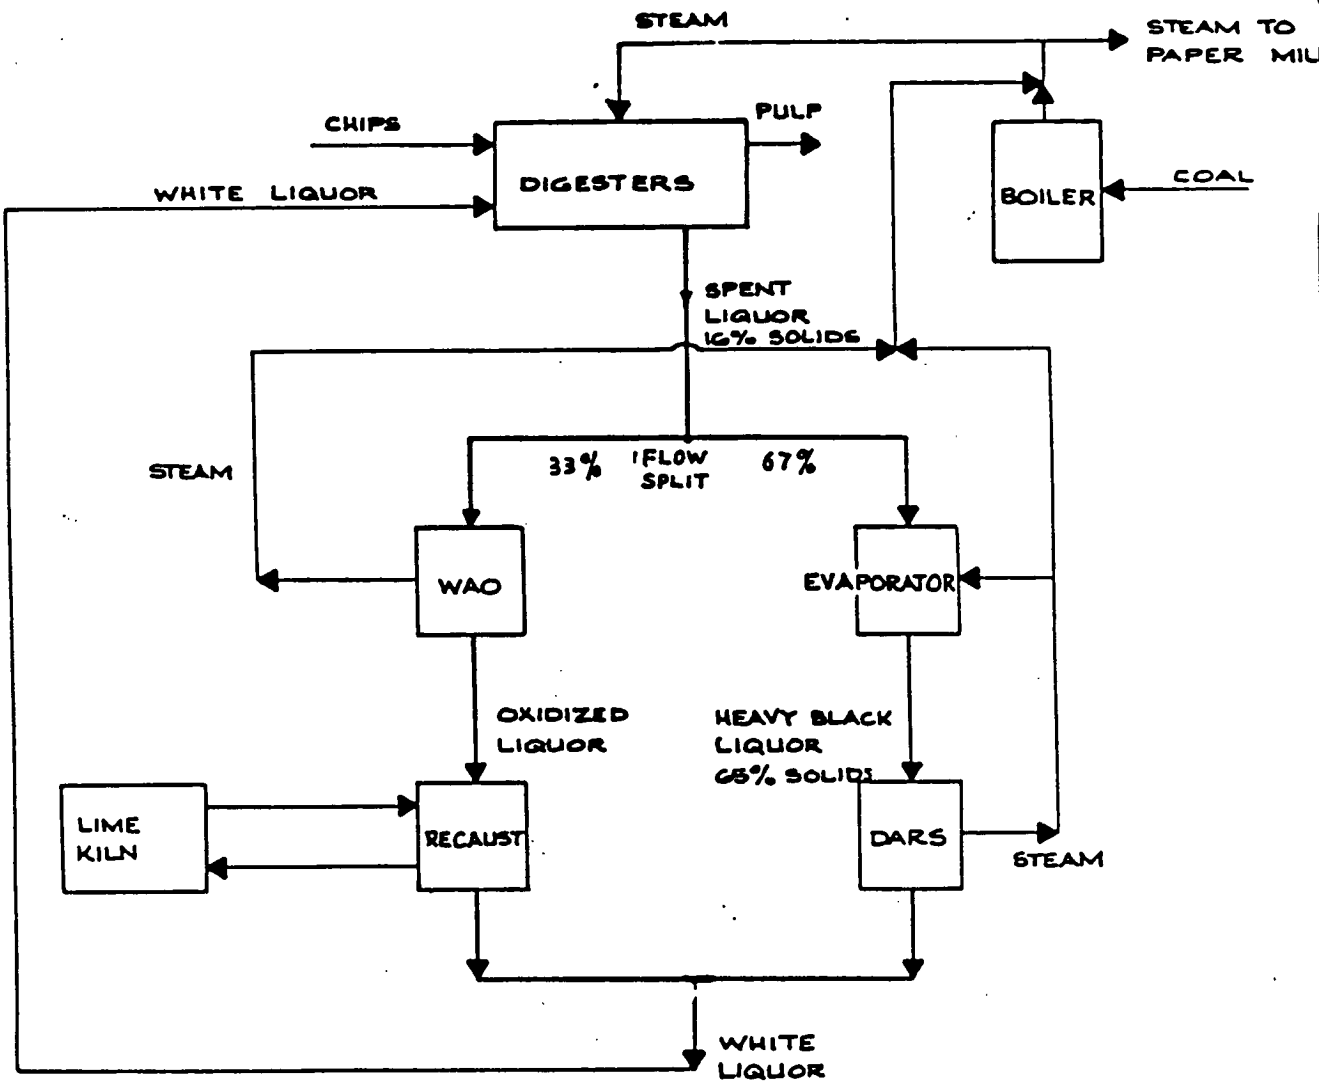 STEAM
STEAM TO
PAPER MIL
CHIPS
PULP
DIGESTERS
WHITE LIQUOR
BOILER
COAL
SPENT
LIQUOR
16% SOLIDS
33%
FLOW
SPLIT
67%
STEAM
WAO
EVAPORATOR
OXIDIZED
LIQUOR
HEAVY BLACK
LIQUOR
65% SOLIDS
LIME
KILN
RECAUST
DARS
STEAM
WHITE
LIQUOR